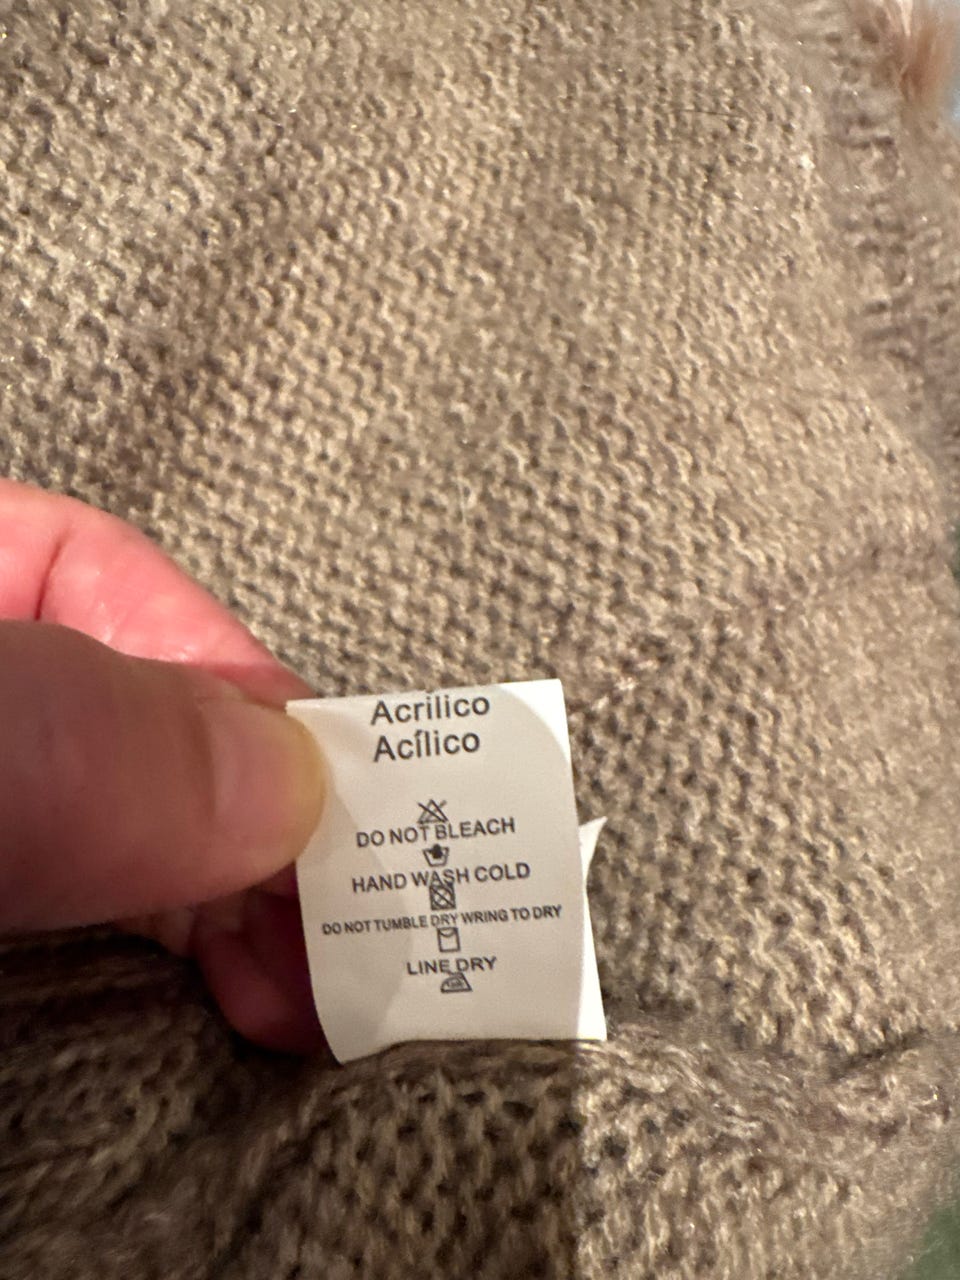 Acrilico
Acílico
DO NOT BLEACH
HAND WASH COLD
DO NOT TUMBLE DRY WRING TO DRY
LINE DRY